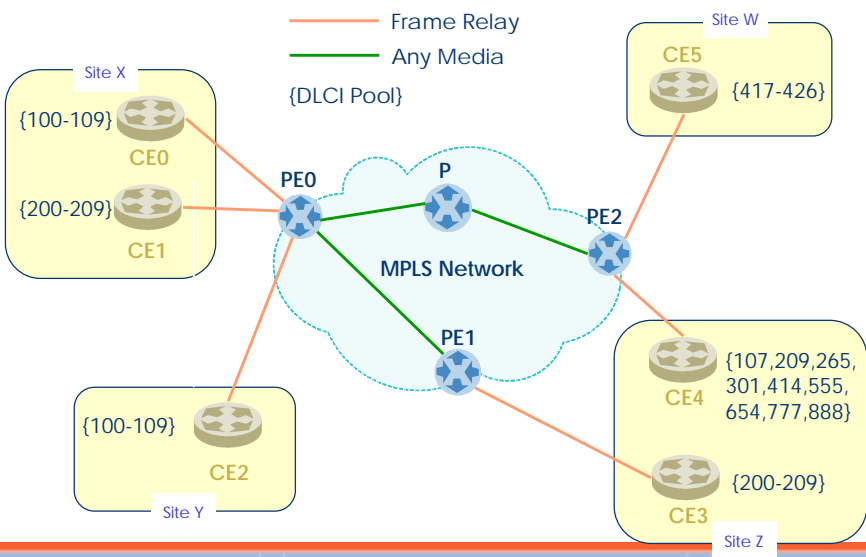 Frame Relay
Any Media
{DLCI Pool}
Site W
CE5
{417-426}
Site X
{100-109}
CE0
{200-209}
CE1
PE0
P
PE2
MPLS Network
PE1
{107,209,265,
301,414,555,
654,777,888}
CE4
{200-209}
CE3
Site Z
{100-109}
CE2
Site Y